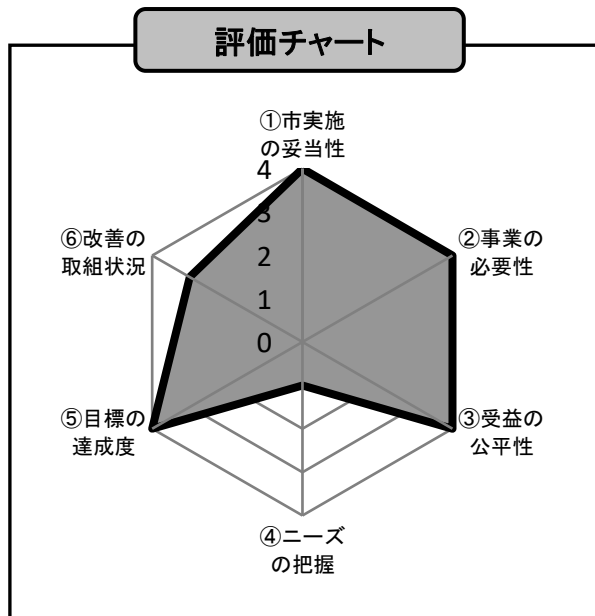 評価チャート
①市実施
の妥当性
4
3
2
1
0
②事業の
必要性
③受益の
公平性
④ニーズ
の把握
⑤目標の
達成度
⑥改善の
取組状況